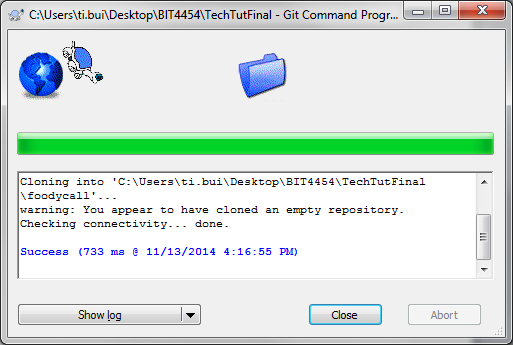 C:\Users\ti.bui\Desktop\BIT4454\TechTutFinal - Git Command Progr...
Cloning into 'C:\Users\ti.bui\Desktop\BIT4454\TechTutFinal
\foodycall'...
warning: You appear to have cloned an empty repository.
Checking connectivity... done.
Success (733 ms @ 11/13/2014 4:16:55 PM)
Show log
Close
Abort